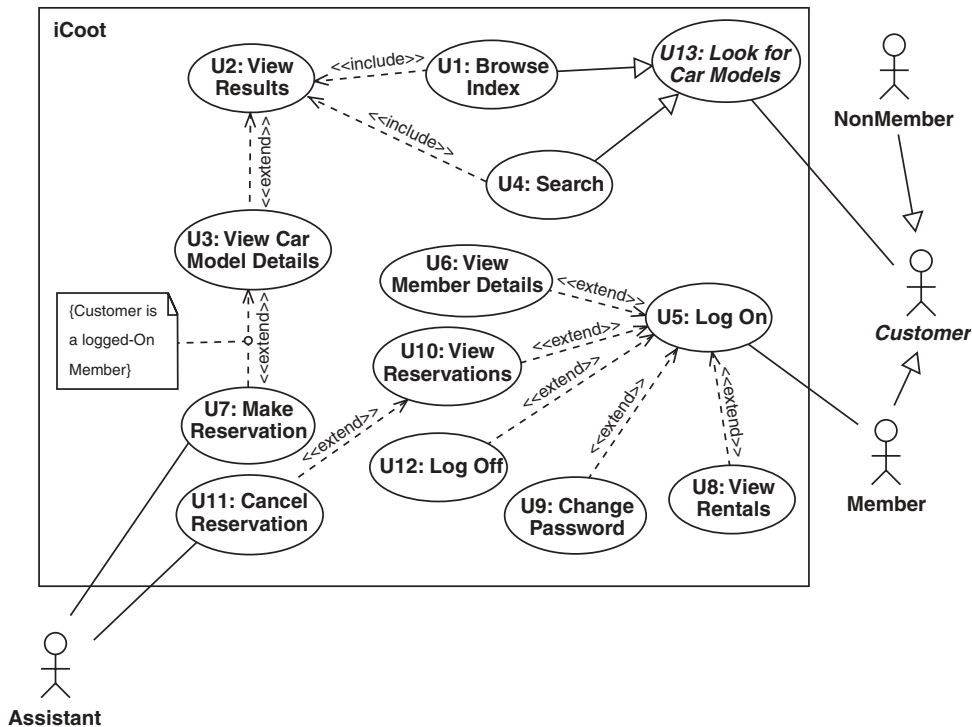 iCoot
U2: View
Results
<<include>>
U1: Browse
Index
U13: Look for
Car Models
NonMember
<<include>>
<<extend>>
U4: Search
U3: View Car
Model Details
U6: View
Member Details
<<extend>>
U5: Log On
Customer
{Customer is
a logged-On
Member}
<<extend>>
<<extend>>
U10: View
Reservations
<<extend>>
<<extend>>
<<extend>>
U7: Make
Reservation
<<extend>>
U12: Log Off
U11: Cancel
Reservation
U9: Change
Password
U8: View
Rentals
Member
Assistant